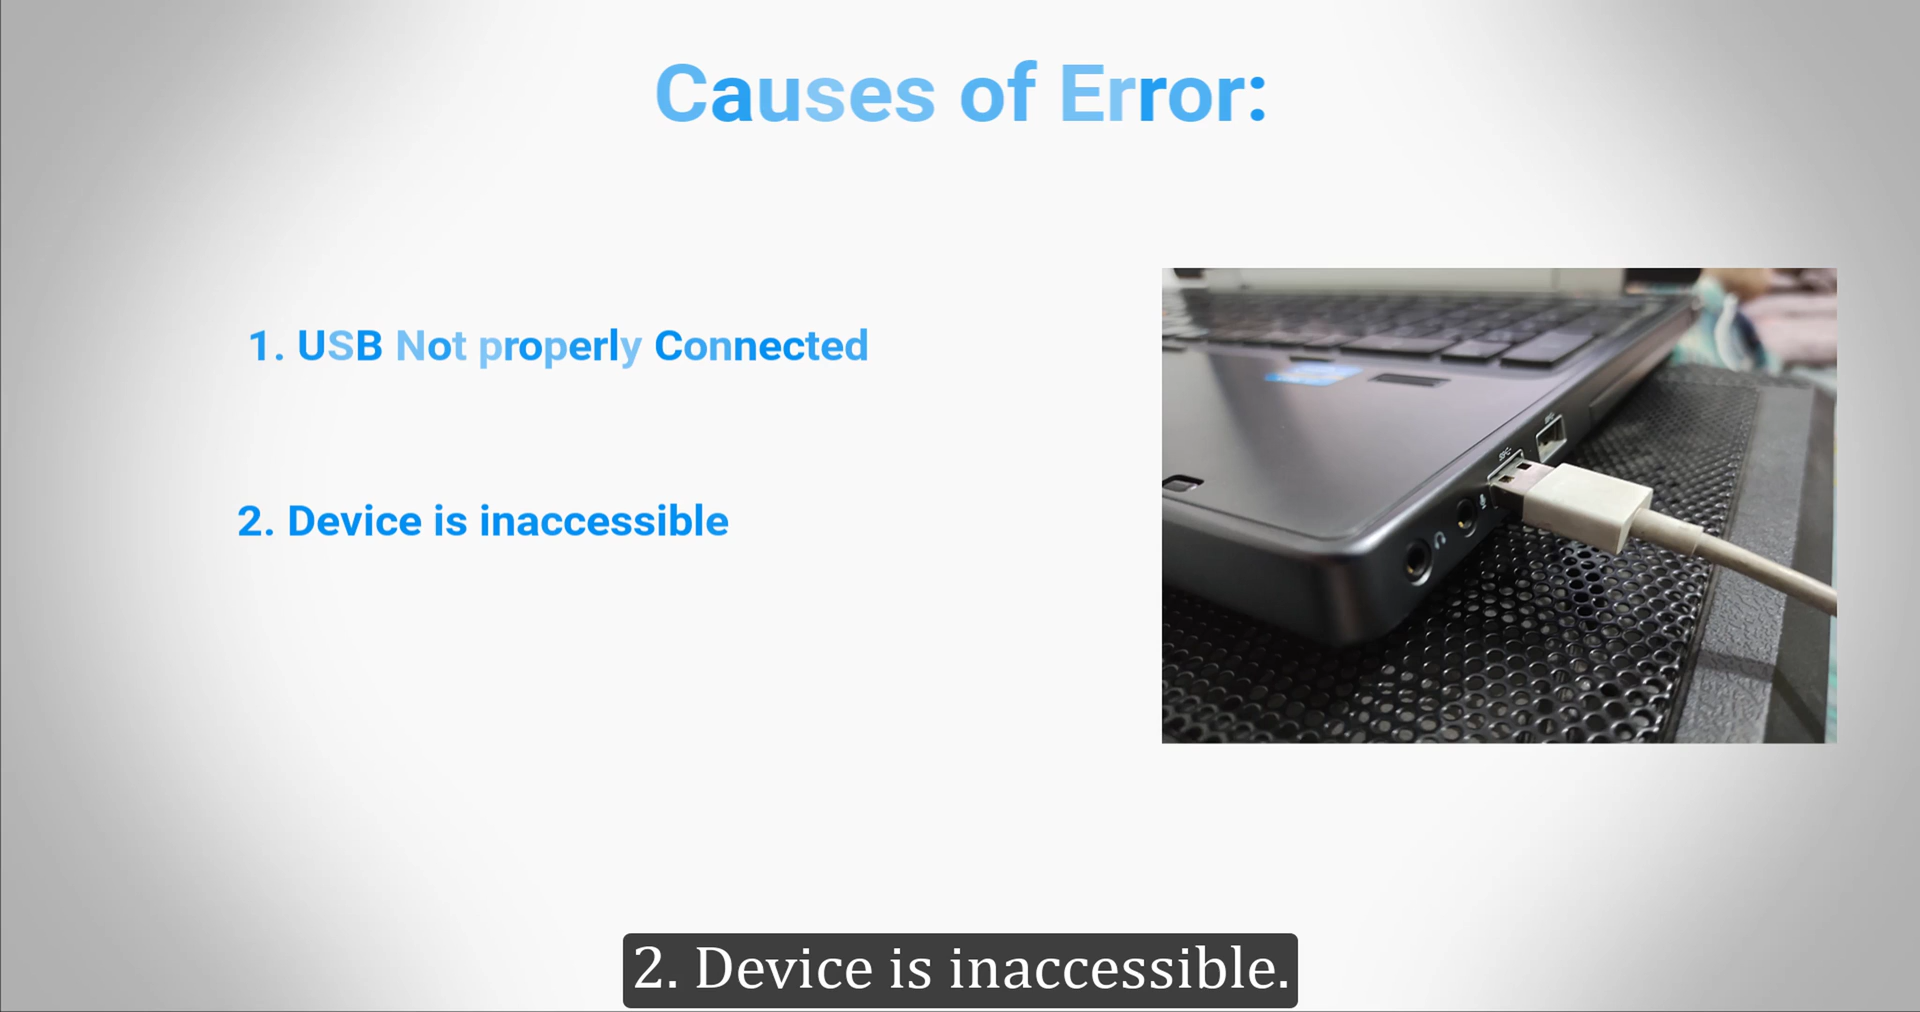 Causes of Error:
1. USB Not properly Connected
2. Device is inaccessible
2. Device is inaccessible.